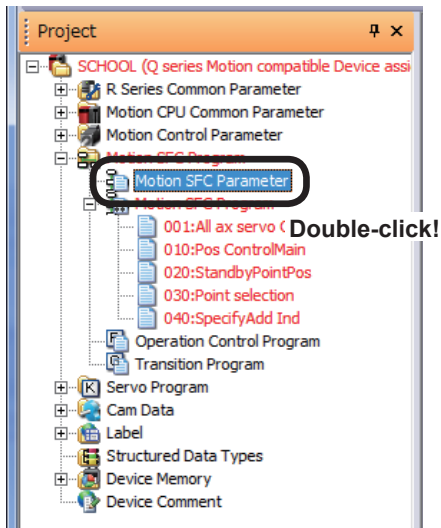 Project
SCHOOL (Q series Motion compatible Device assi
R Series Common Parameter
Motion CPU Common Parameter
Motion Control Parameter
Motion SFC Program
Motion SFC Parameter
Motion SFC Program
001:All ax servo
Double-click!
010:Pos ControlMain
020:StandbyPointPos
030:Point selection
040:SpecifyAdd Ind
Operation Control Program
Transition Program
Servo Program
Cam Data
Label
Structured Data Types
Device Memory
Device Comment